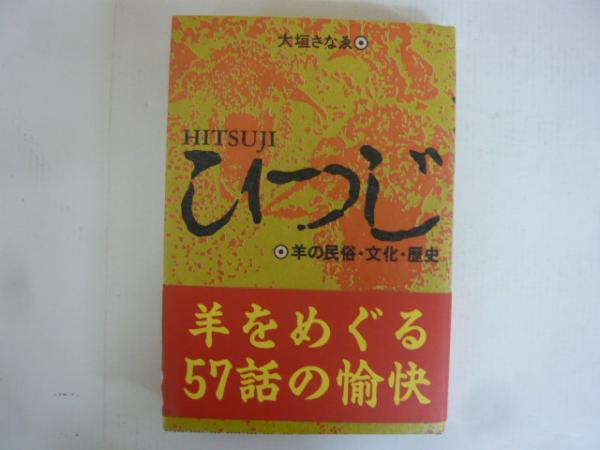 大垣さなゑ◉
HITSUJI
ひつじ
◉羊の民俗・文化・歴史
羊をめぐる
57話の愉快